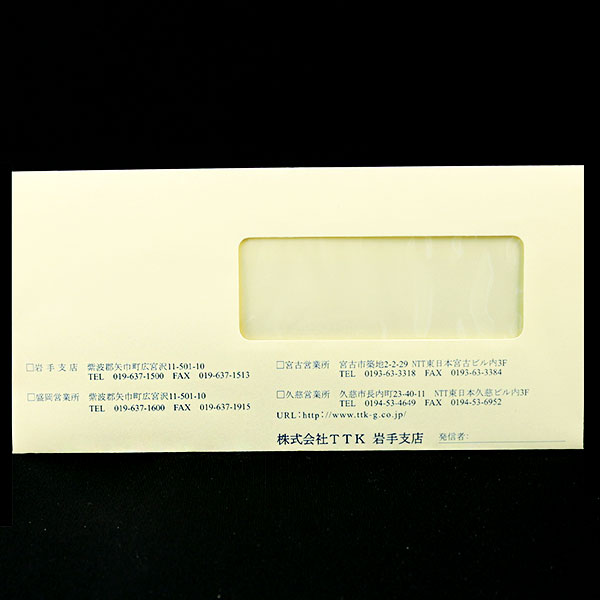 □岩手支店 紫波郡矢巾町広宮沢11-501-10
TEL 019-637-1500 FAX 019-637-1513
□盛岡営業所 紫波郡矢巾町広宮沢11-501-10
TEL 019-637-1600 FAX 019-637-1915
□宮古営業所 宮古市築地2-2-29 NTT東日本宮古ビル内3F
TEL 0193-63-3318 FAX 0193-63-3384
□久慈営業所 久慈市長内町23-40-11 NTT東日本久慈ビル内3F
TEL 0194-53-4649 FAX 0194-53-6952
URL:http://www.ttk-g.co.jp/
株式会社TTK 岩手支店 発信者: